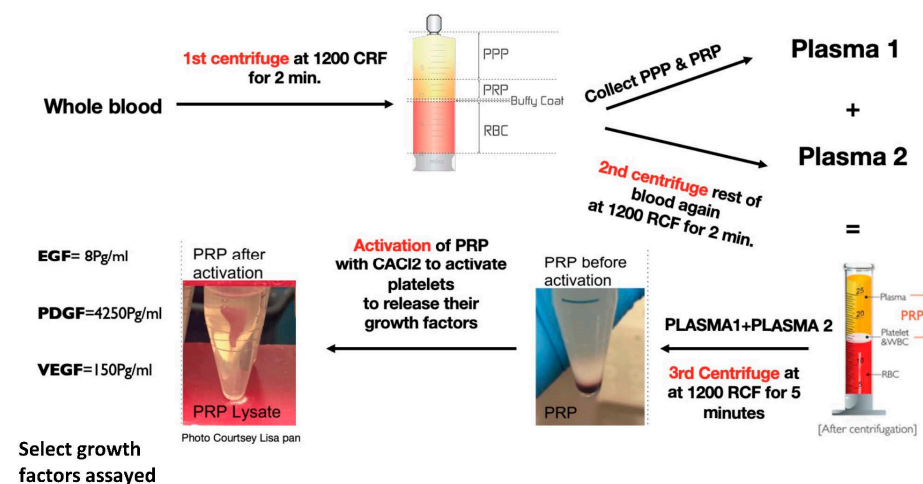 1st centrifuge at 1200 CRF
for 2 min.
Whole blood
PPP
PRP
Buffy Coat
RBC
Collect PPP & PRP
Plasma 1
+
Plasma 2
2nd centrifuge rest of
blood again
at 1200 RCF for 2 min.
=
25
20
5
Plasma
PRP
Platelet
&WBC
RBC
[After centrifugation]
PLASMA1+PLASMA 2
3rd Centrifuge at
at 1200 RCF for 5
minutes
PRP before
activation
PRP
Activation of PRP
with CACl2 to activate
platelets
to release their
growth factors
PRP after
activation
PRP Lysate
Photo Courtsey Lisa pan
EGF= 8Pg/ml
PDGF=4250Pg/ml
VEGF=150Pg/ml
Select growth
factors assayed